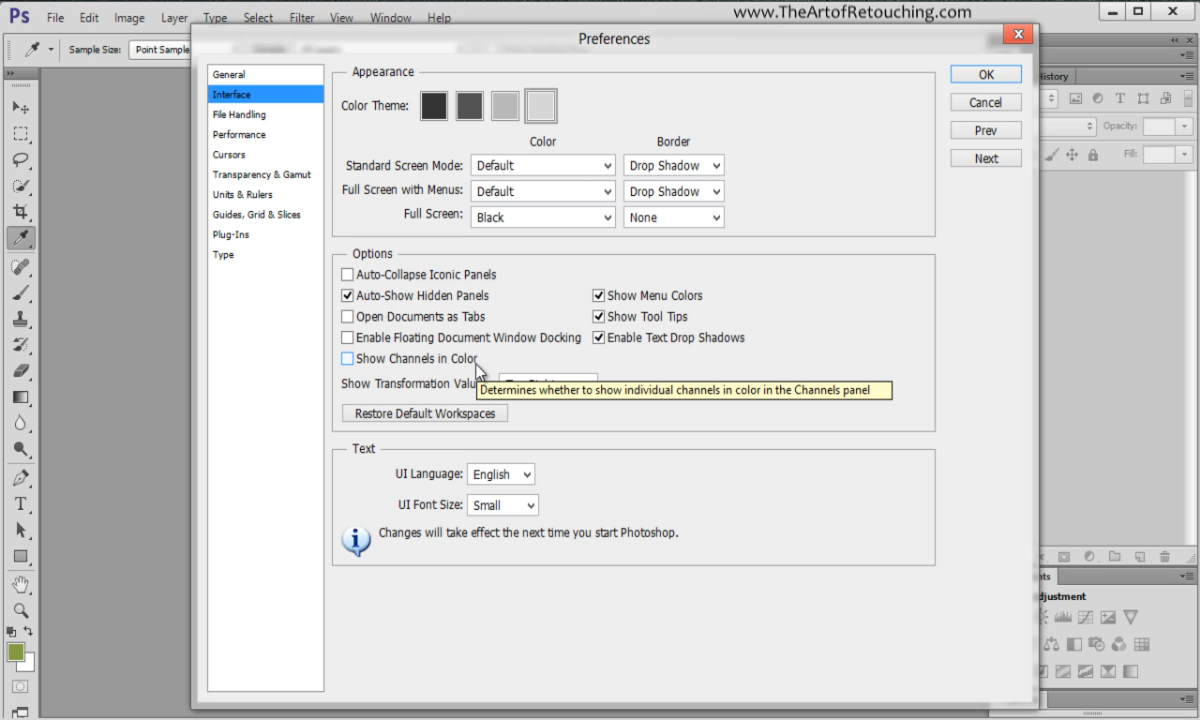 www.TheArtofRetouching.com
Ps File Edit Image Layer Type Select Filter View Window Help
Sample Size: Point Sample
Preferences
General
Interface
File Handling
Performance
Cursors
Transparency & Gamut
Units & Rulers
Guides, Grid & Slices
Plug-Ins
Type
Appearance
Color Theme:
Color Border
Standard Screen Mode: Default Drop Shadow
Full Screen with Menus: Default Drop Shadow
Full Screen: Black None
Options
Auto-Collapse Iconic Panels
Auto-Show Hidden Panels Show Menu Colors
Open Documents as Tabs Show Tool Tips
Enable Floating Document Window Docking Enable Text Drop Shadows
Show Channels in Color
Show Transformation Valu
Determines whether to show individual channels in color in the Channels panel
Restore Default Workspaces
Text
UI Language: English
UI Font Size: Small
Changes will take effect the next time you start Photoshop.
OK
Cancel
Prev
Next
History
Opacity:
Fill:
nts
djustment